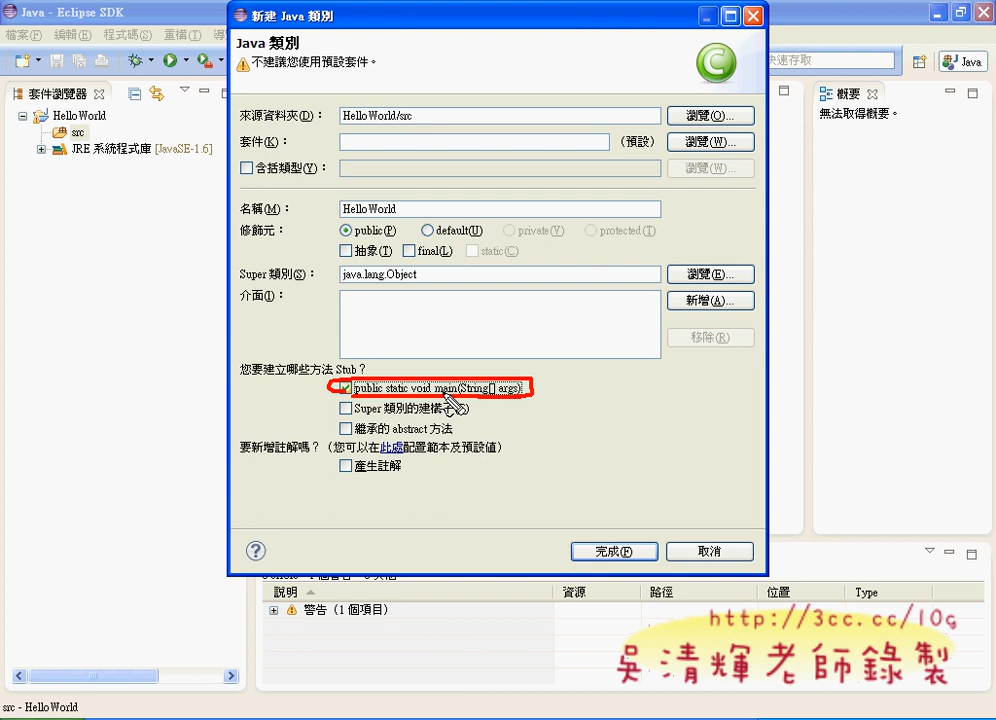 Java - Eclipse SDK
檔案(F) 編輯(E) 程式碼(S) 重構(T) 導
快速存取
Java
套件瀏覽器
HelloWorld
src
JRE 系統程式庫 [JavaSE-1.6]
概要
無法取得概要。
新建 Java 類別
Java 類別
不建議您使用預設套件。
來源資料夾(D): HelloWorld/src 瀏覽(O)...
套件(K): (預設) 瀏覽(W)...
含括類型(Y): 瀏覽(W)...
名稱(M): HelloWorld
修飾元: public(P) default(U) private(V) protected(T)
抽象(T) final(L) static(C)
Super 類別(S): java.lang.Object 瀏覽(E)...
介面(I): 新增(A)...
移除(R)
您要建立哪些方法 Stub?
public static void main(String[] args)
Super 類別的建構
繼承的 abstract 方法
要新增註解嗎?(您可以在此處配置範本及預設值)
產生註解
完成(F) 取消
說明 資源 路徑 位置 Type
警告 (1 個項目)
http://3cc.cc/10g
吳清輝老師錄製
src - HelloWorld